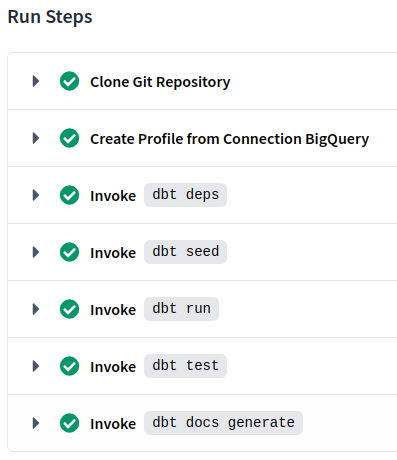 Run Steps
Clone Git Repository
Create Profile from Connection BigQuery
Invoke dbt deps
Invoke dbt seed
Invoke dbt run
Invoke dbt test
Invoke dbt docs generate